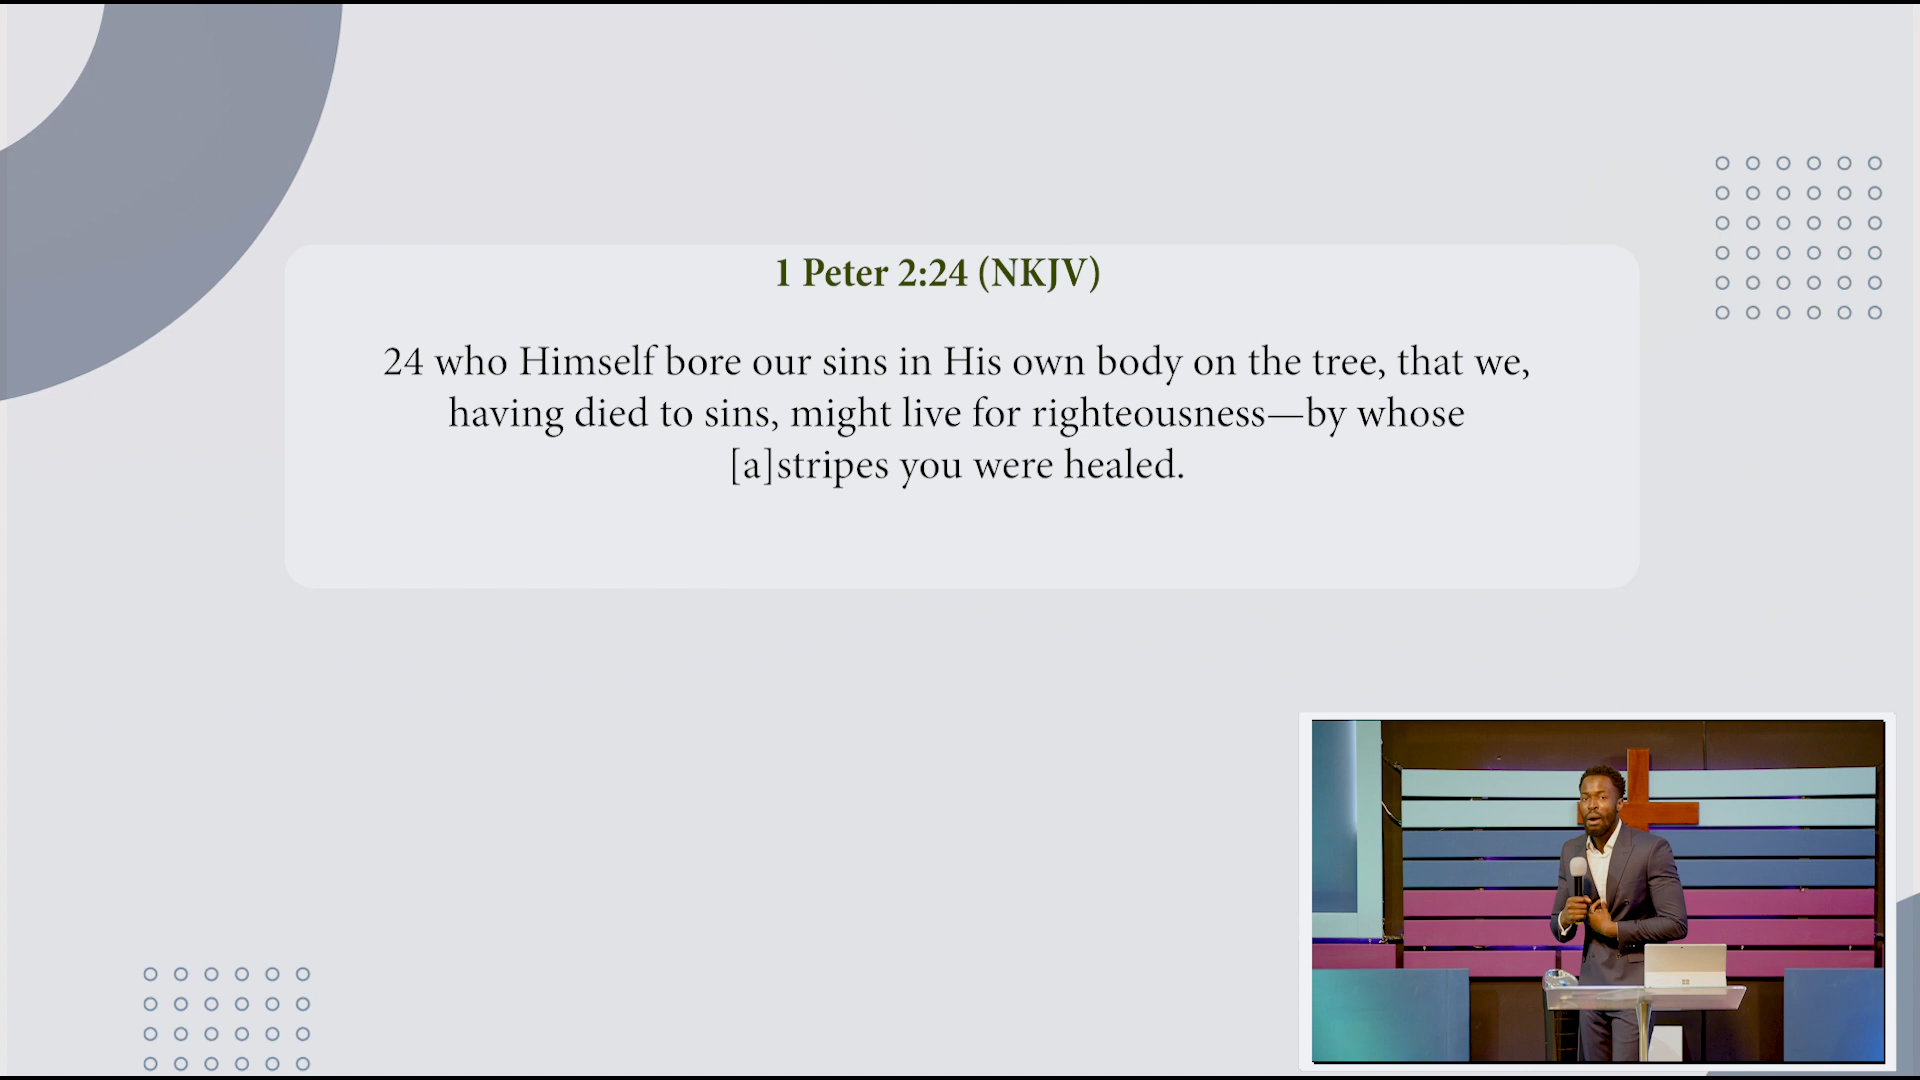 1 Peter 2:24 (NKJV)
24 who Himself bore our sins in His own body on the tree, that we,
having died to sins, might live for righteousness—by whose
[a]stripes you were healed.